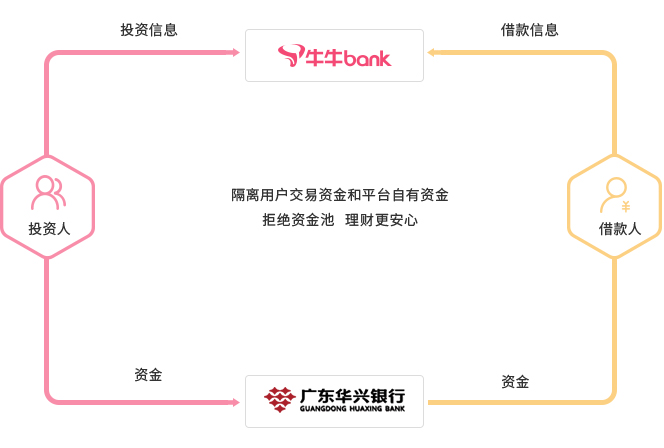 投资信息
借款信息
牛牛bank
隔离用户交易资金和平台自有资金
拒绝资金池 理财更安心
投资人
借款人
资金
资金
广东华兴银行
GUANGDONG HUAXING BANK